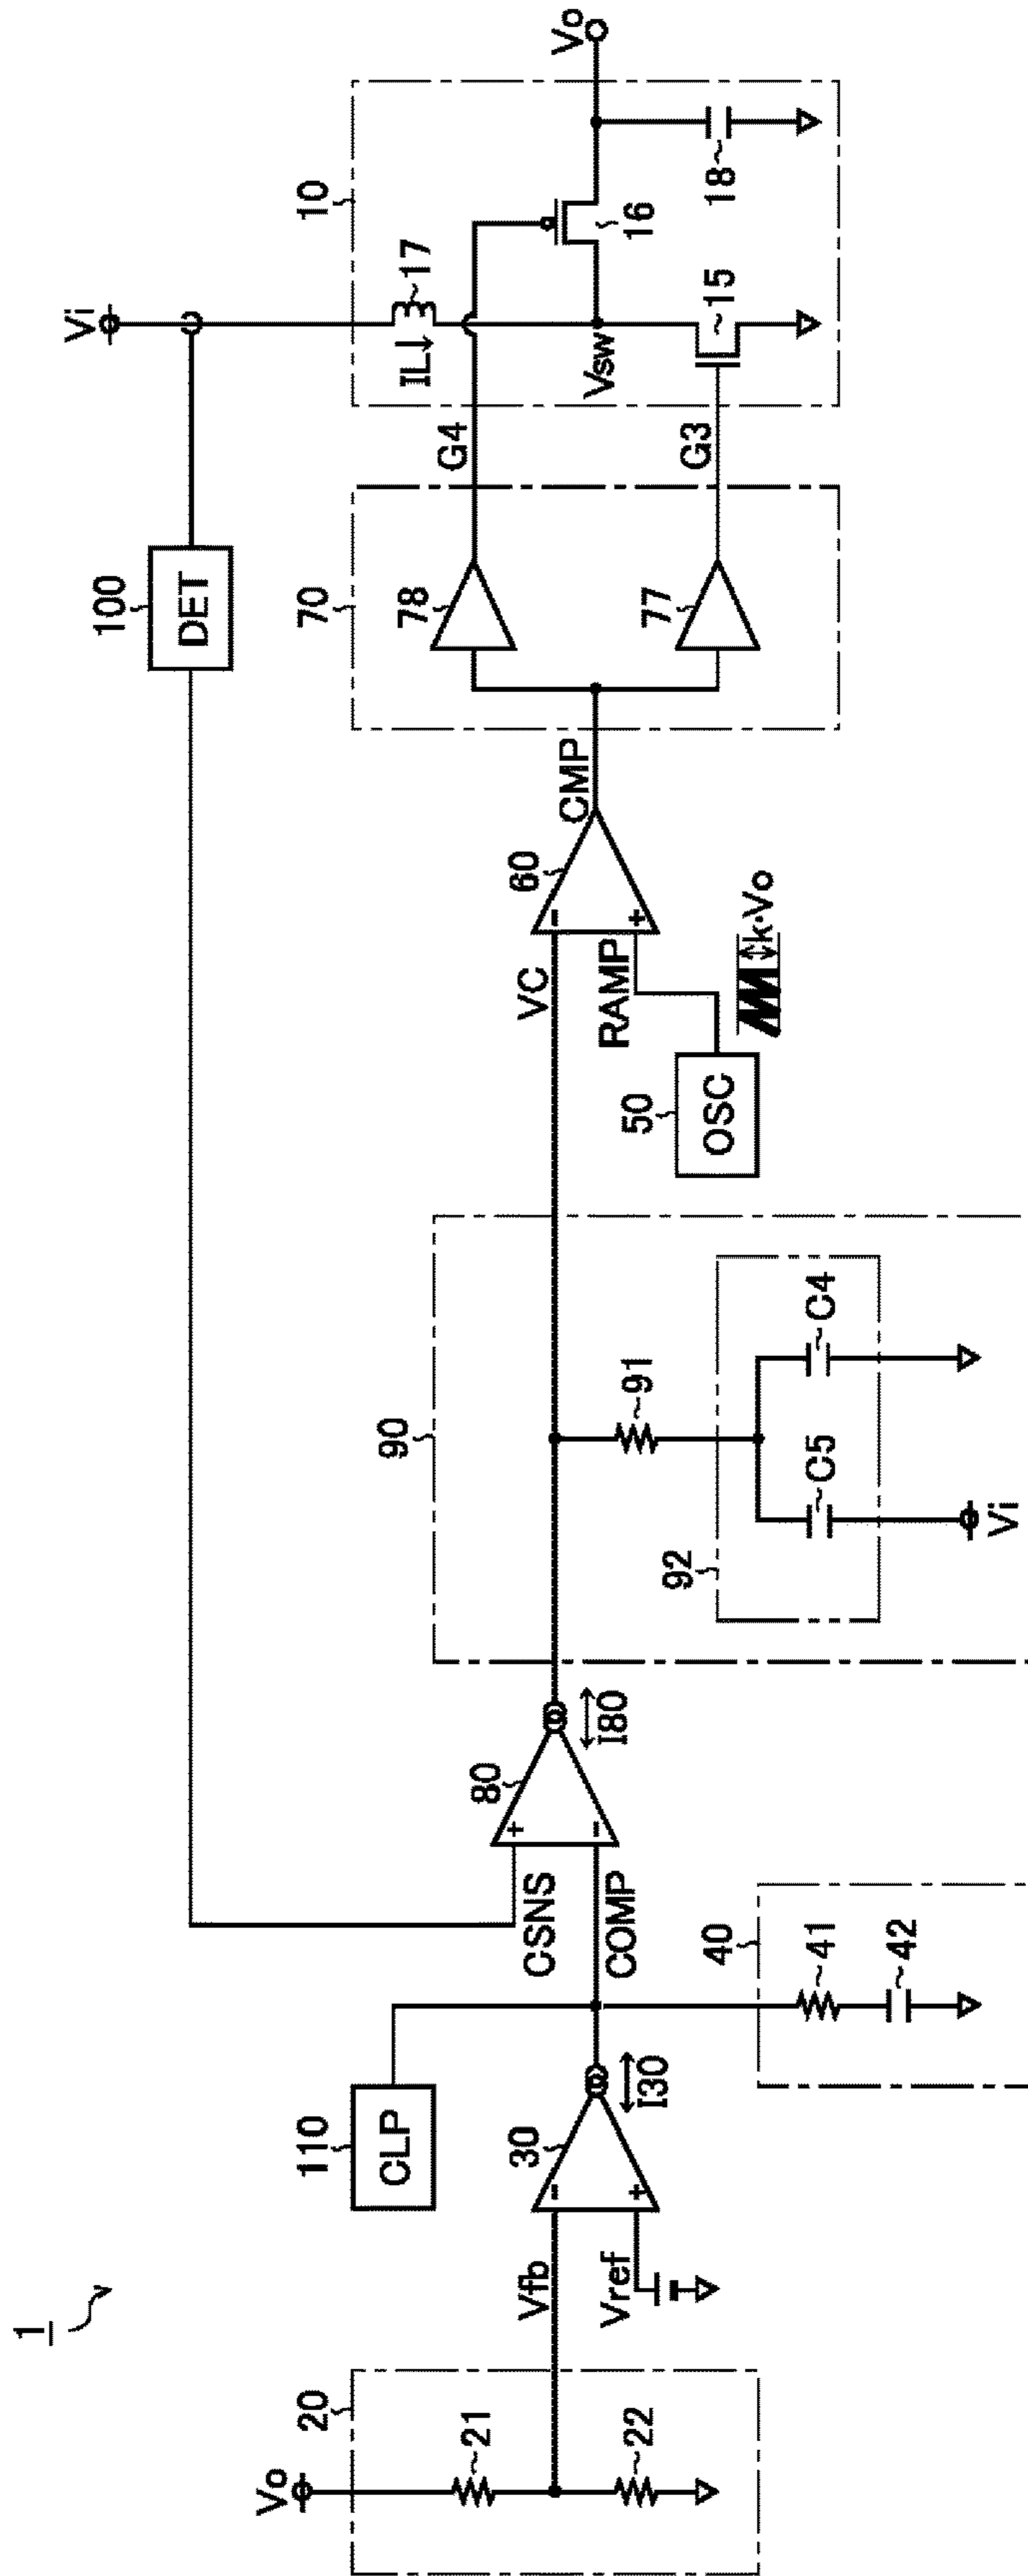 1
Vo
20
21
22
Vfb
Vref
30
I30
110
CLP
40
41
42
CSNS
COMP
80
I80
90
91
92
C5
C4
Vi
VC
RAMP
50
OSC
k·Vo
60
CMP
100
DET
70
78
77
G4
G3
10
Vi
IL
17
Vsw
16
15
18
Vo